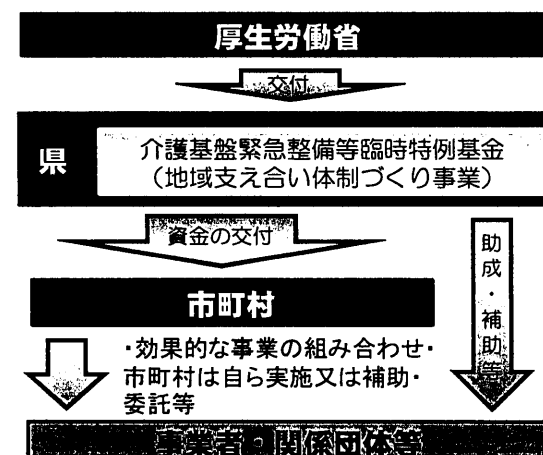 厚生労働省
交付
県
介護基盤緊急整備等臨時特例基金
（地域支え合い体制づくり事業）
資金の交付
助成・補助等
市町村
・効果的な事業の組み合わせ・
市町村は自ら実施又は補助・
委託等
事業者・関係団体等